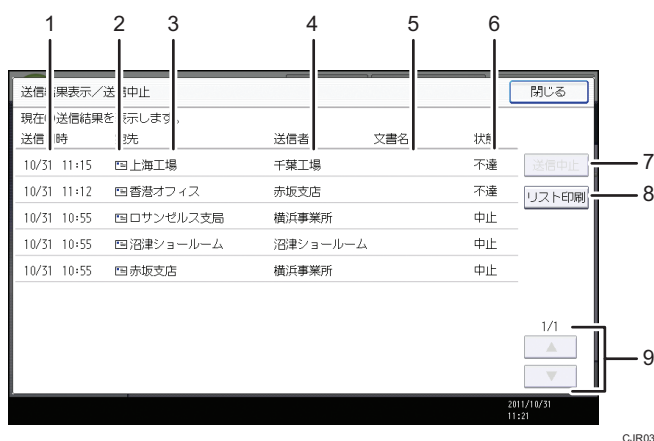 1 2 3 4 5 6
送信結果表示／送信中止 閉じる
現在の送信結果を表示します。
送信日時 宛先 送信者 文書名 状態
10/31 11:15 上海工場 千葉工場 不達 送信中止 7
10/31 11:12 香港オフィス 赤坂支店 不達 リスト印刷 8
10/31 10:55 ロサンゼルス支局 横浜事業所 中止
10/31 10:55 沼津ショールーム 沼津ショールーム 中止
10/31 10:55 赤坂支店 横浜事業所 中止
1/1
▲
9
▼
2011/10/31
11:21
CJR03